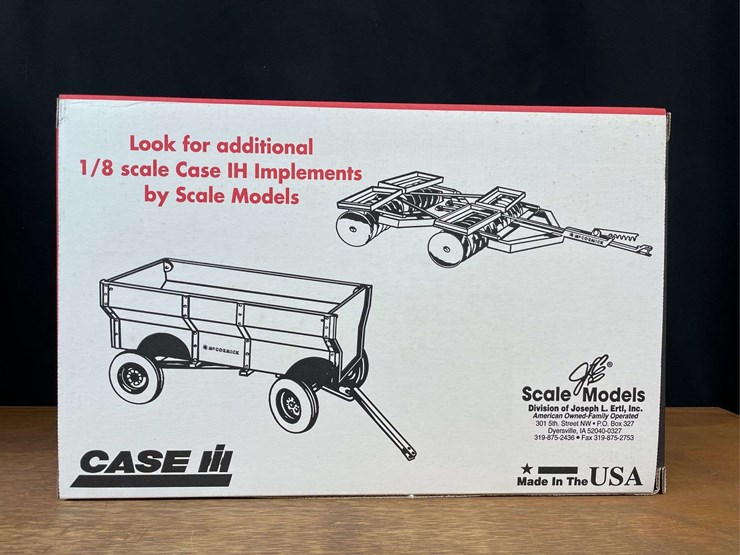 Look for additional
1/8 scale Case IH Implements
by Scale Models
McCORMICK
McCORMICK
CASE IH
®
Scale Models
Division of Joseph L. Ertl, Inc.
American Owned-Family Operated
301 5th. Street NW • P.O. Box 327
Dyersville, IA 52040-0327
319-875-2436 • Fax 319-875-2753
Made In The USA